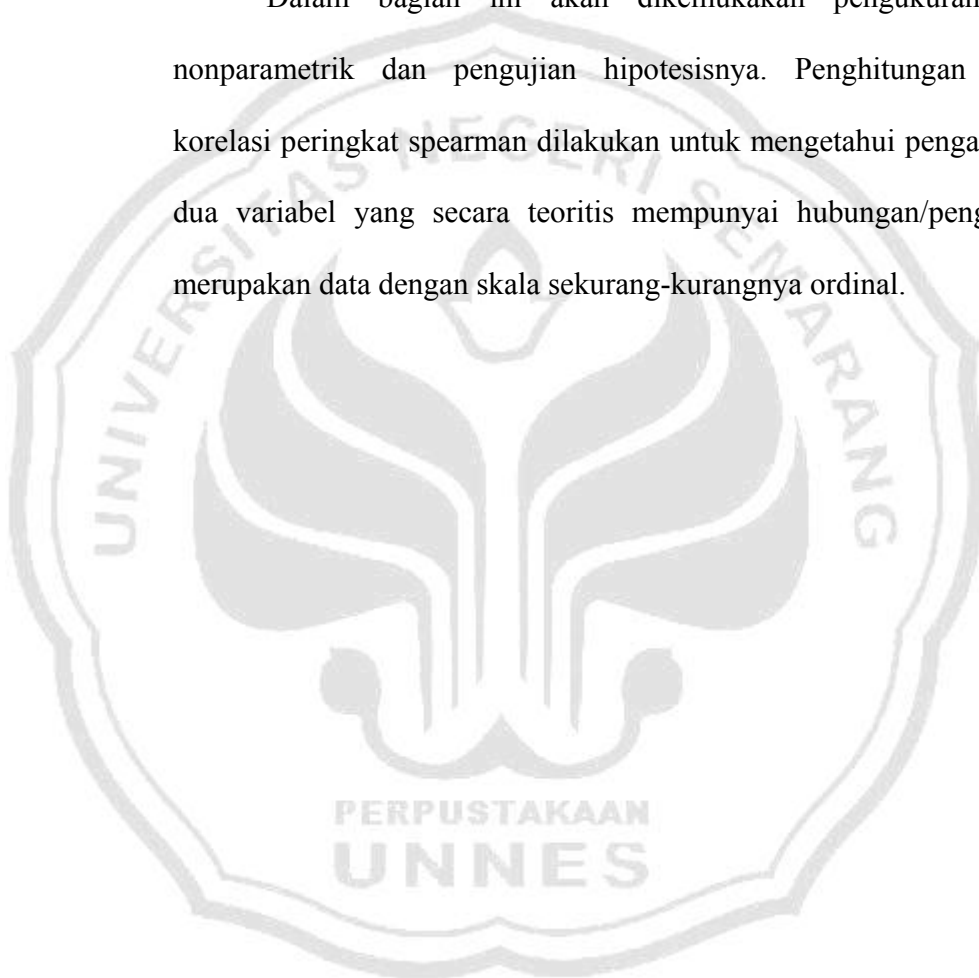 Dalam bagian ini akan dikemukakan pengukuran
nonparametrik dan pengujian hipotesisnya. Penghitungan
korelasi peringkat spearman dilakukan untuk mengetahui
dua variabel yang secara teoritis mempunyai
merupakan data dengan skala sekurang-kurangnya ordinal.
UNIVERSITAS NEGERI SEMARANG
PERPUSTAKAAN
UNNES